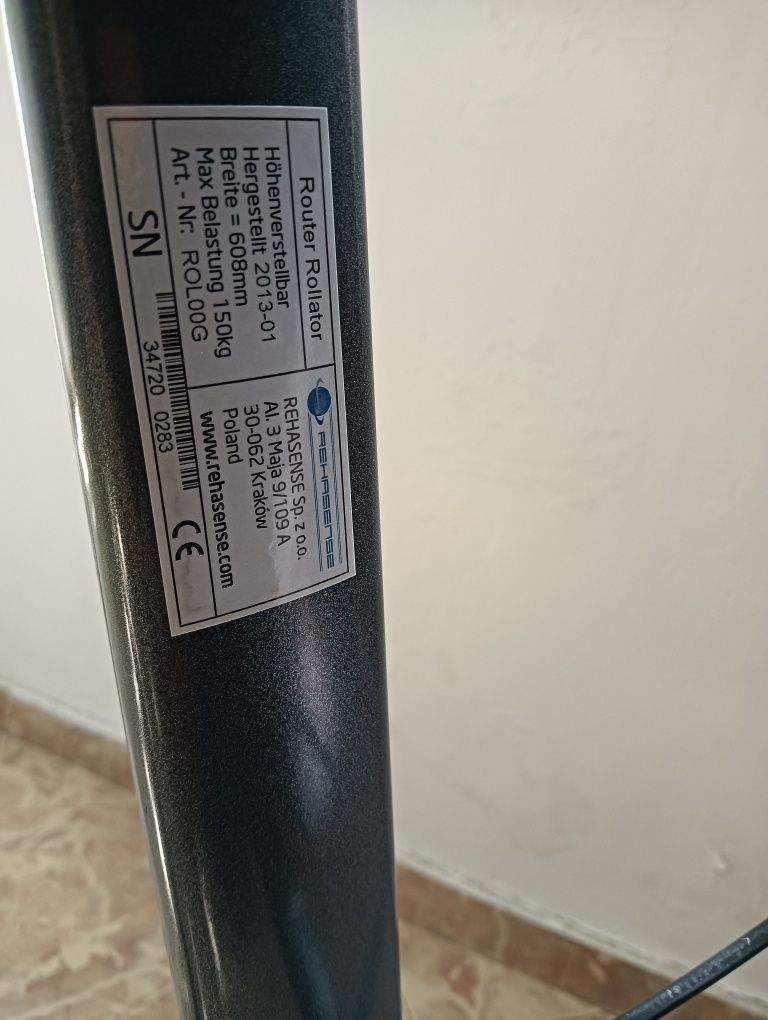 Router Rollator
Höhenverstellbar
Hergestellt 2013-01
Breite = 608mm
Max Belastung 150kg
Art. - Nr: ROL00G
REHASENSE
REHASENSE Sp. z o.o.
Al. 3 Maja 9/109 A
30-062 Kraków
Poland
www.rehasense.com
SN
34720 0283
CE